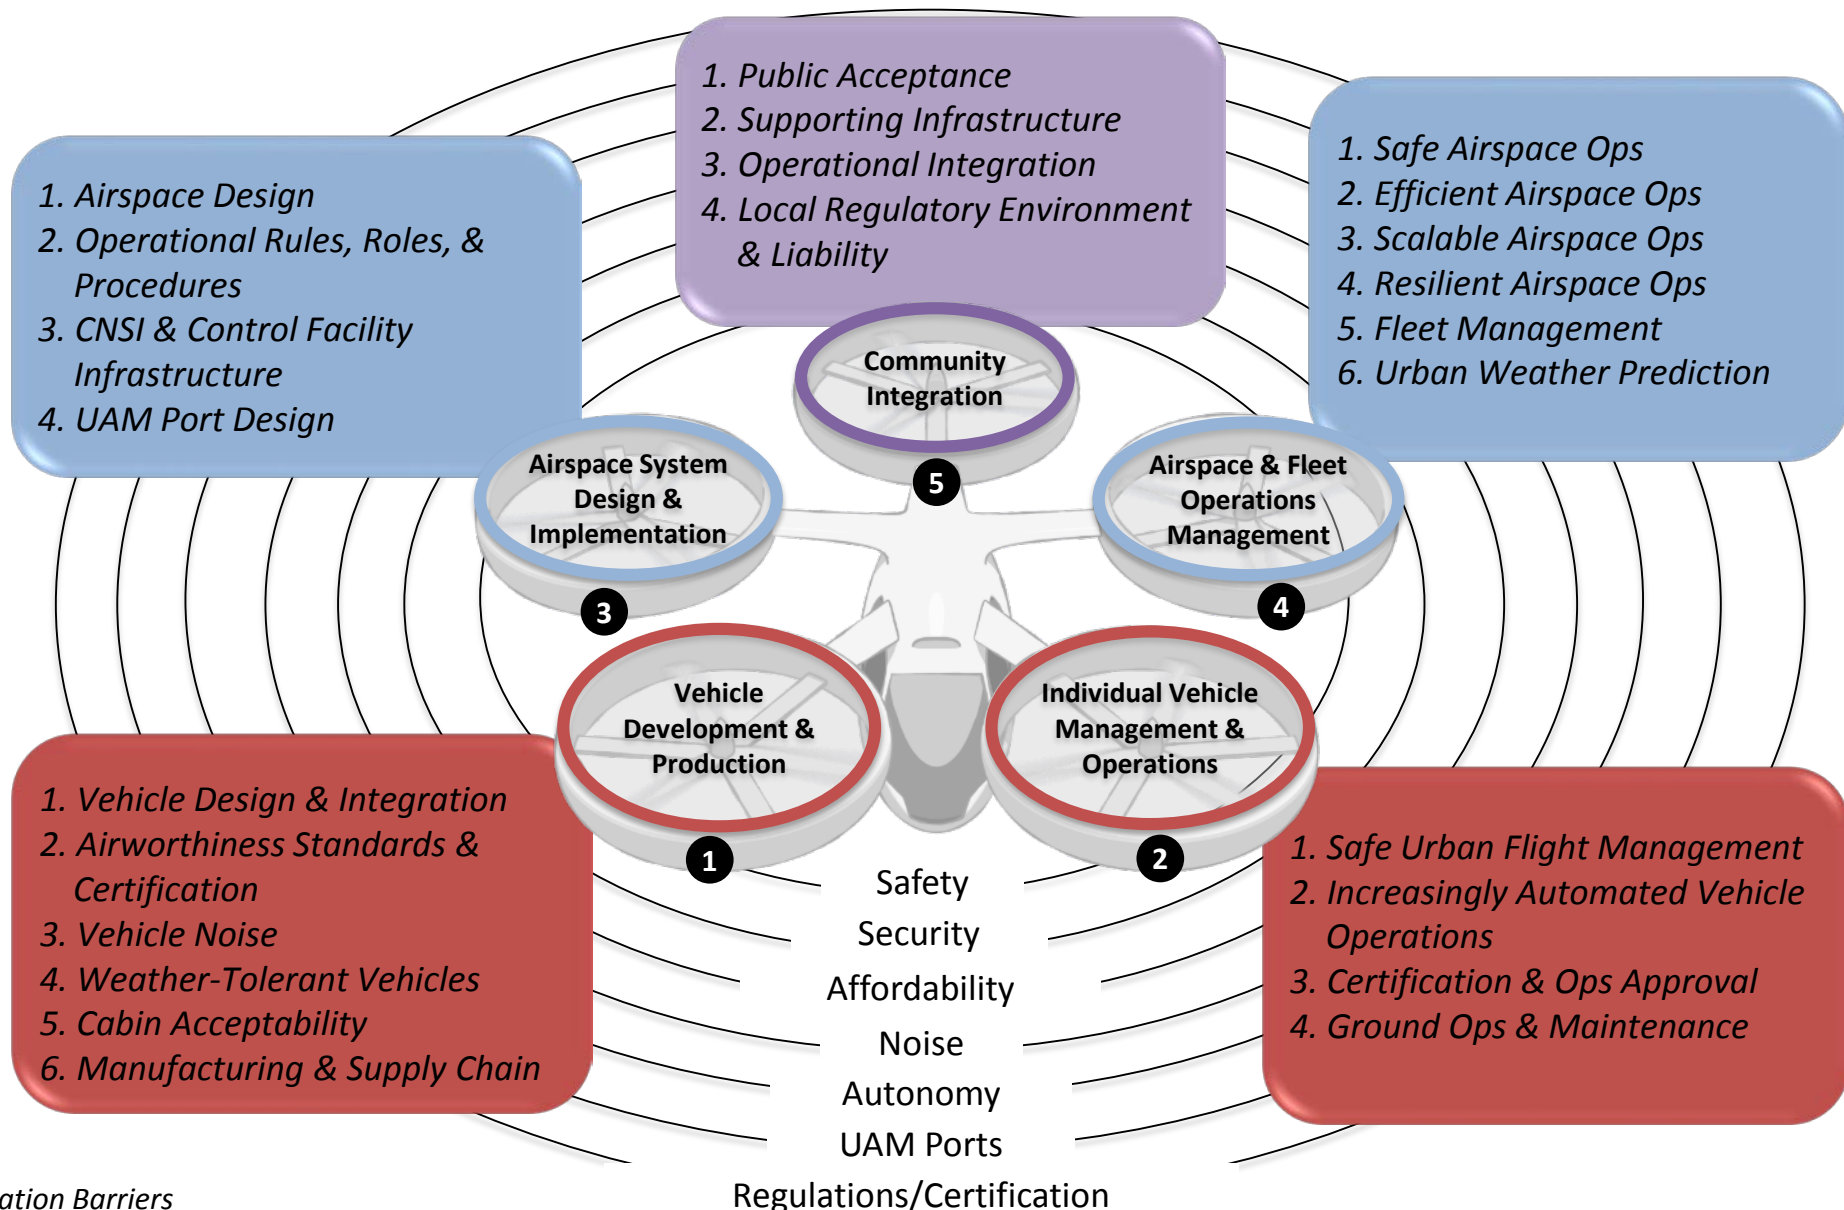 1. Public Acceptance
2. Supporting Infrastructure
3. Operational Integration
4. Local Regulatory Environment
& Liability
1. Airspace Design
2. Operational Rules, Roles, &
Procedures
3. CNSI & Control Facility
Infrastructure
4. UAM Port Design
1. Safe Airspace Ops
2. Efficient Airspace Ops
3. Scalable Airspace Ops
4. Resilient Airspace Ops
5. Fleet Management
6. Urban Weather Prediction
Community
Integration
5
Airspace System
Design &
Implementation
3
Airspace & Fleet
Operations
Management
4
Vehicle
Development &
Production
1
Individual Vehicle
Management &
Operations
2
1. Vehicle Design & Integration
2. Airworthiness Standards &
Certification
3. Vehicle Noise
4. Weather-Tolerant Vehicles
5. Cabin Acceptability
6. Manufacturing & Supply Chain
1. Safe Urban Flight Management
2. Increasingly Automated Vehicle
Operations
3. Certification & Ops Approval
4. Ground Ops & Maintenance
Safety
Security
Affordability
Noise
Autonomy
UAM Ports
Regulations/Certification
Barriers